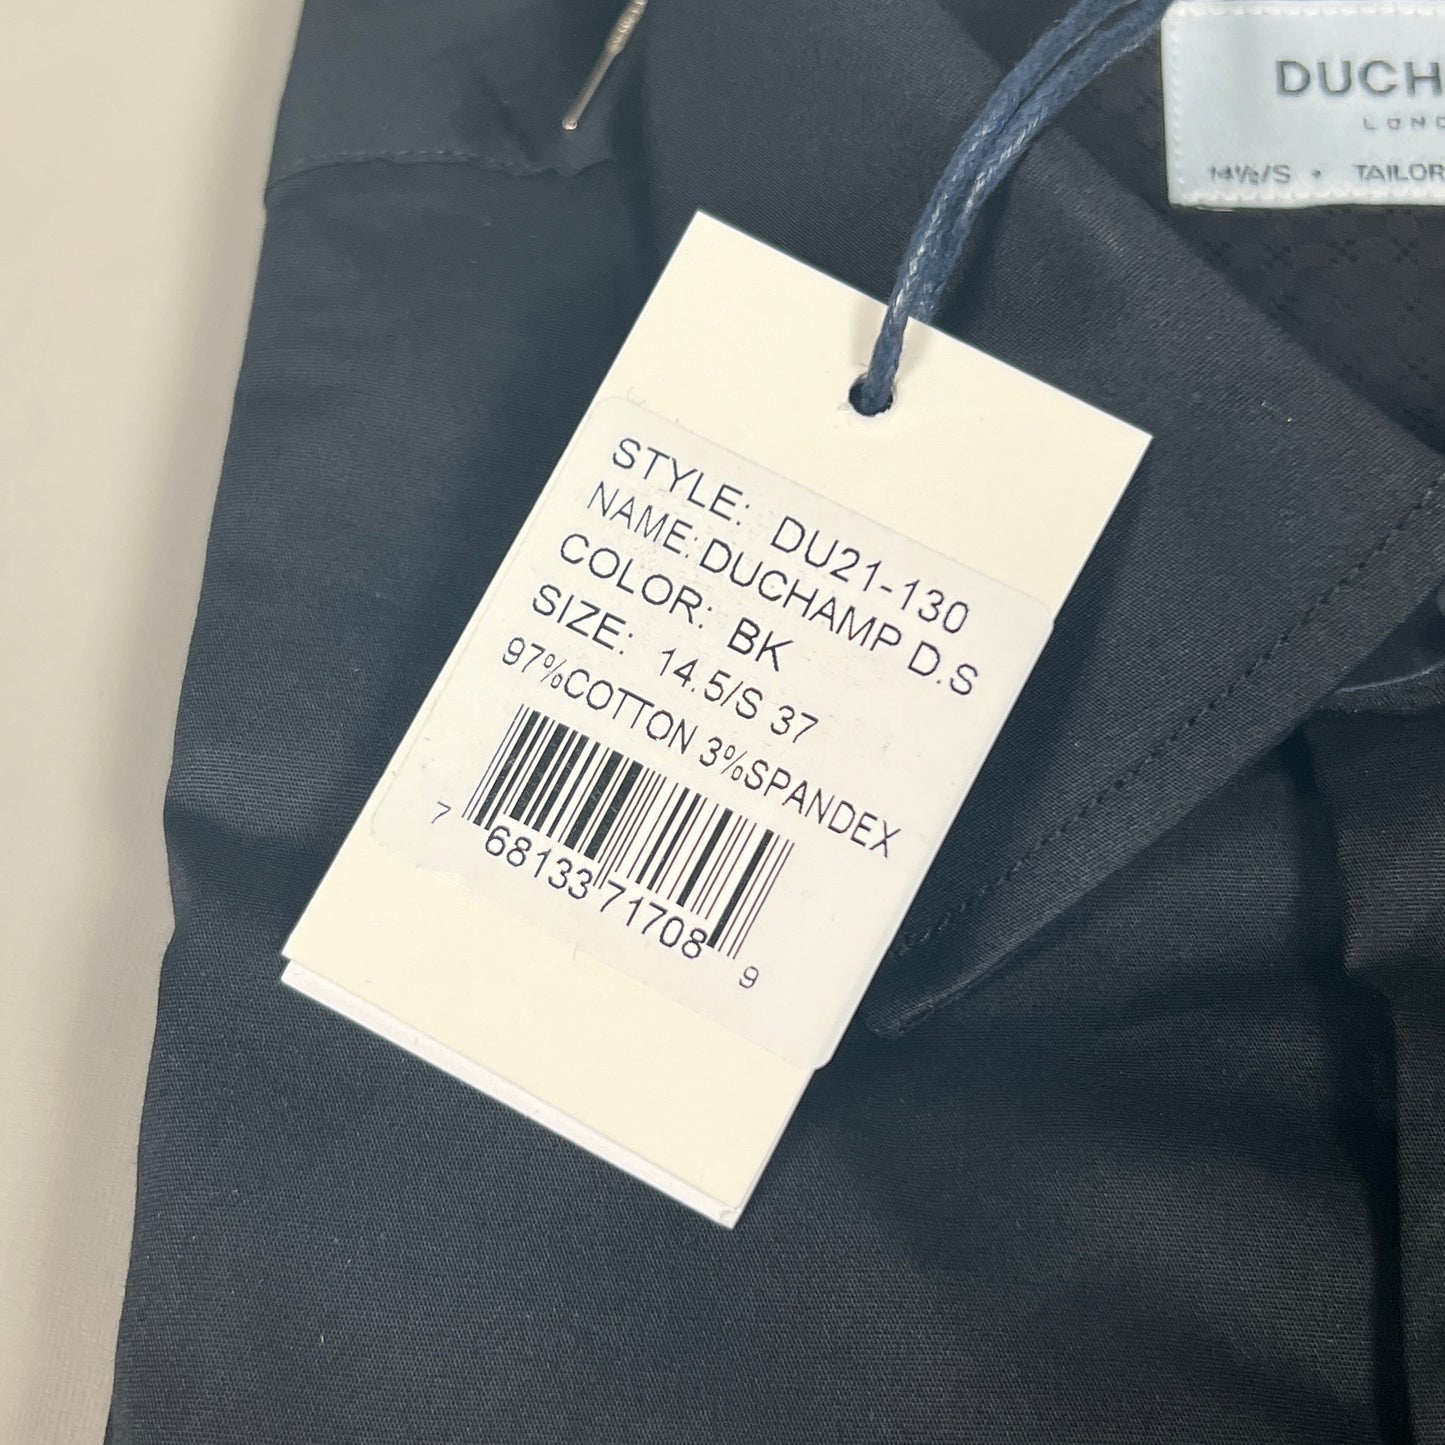 DUCH
LOND
14½/S • TAILOR
STYLE: DU21-130
NAME: DUCHAMP D.S
COLOR: BK
SIZE: 14.5/S 37
97%COTTON 3%SPANDEX
7 68133 71708 9